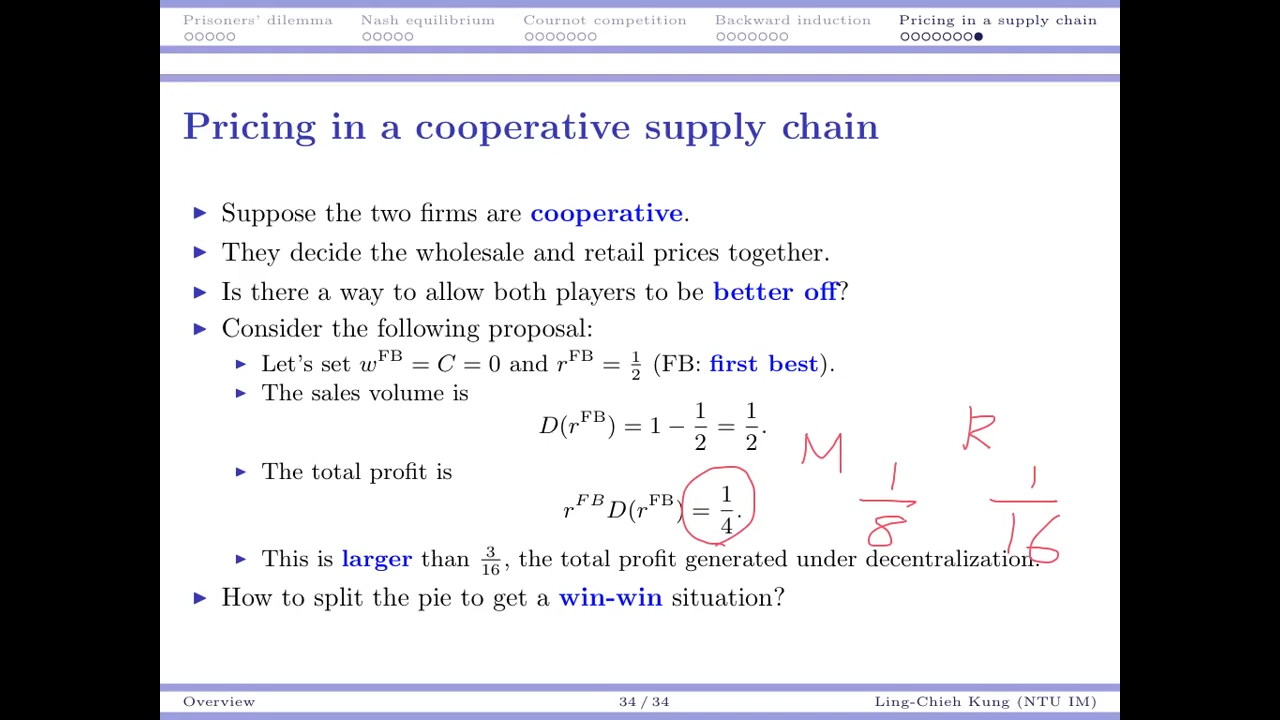 Prisoners' dilemma Nash equilibrium Cournot competition Backward induction Pricing in a supply chain
Pricing in a cooperative supply chain
▶ Suppose the two firms are cooperative.
▶ They decide the wholesale and retail prices together.
▶ Is there a way to allow both players to be better off?
▶ Consider the following proposal:
▶ Let's set w^FB = C = 0 and r^FB = 1/2 (FB: first best).
▶ The sales volume is
D(r^FB) = 1 − 1/2 = 1/2.
M 1/8
R 1/16
▶ The total profit is
r^FB D(r^FB) = 1/4.
▶ This is larger than 3/16, the total profit generated under decentralization.
▶ How to split the pie to get a win-win situation?
Overview 34 / 34 Ling-Chieh Kung (NTU IM)